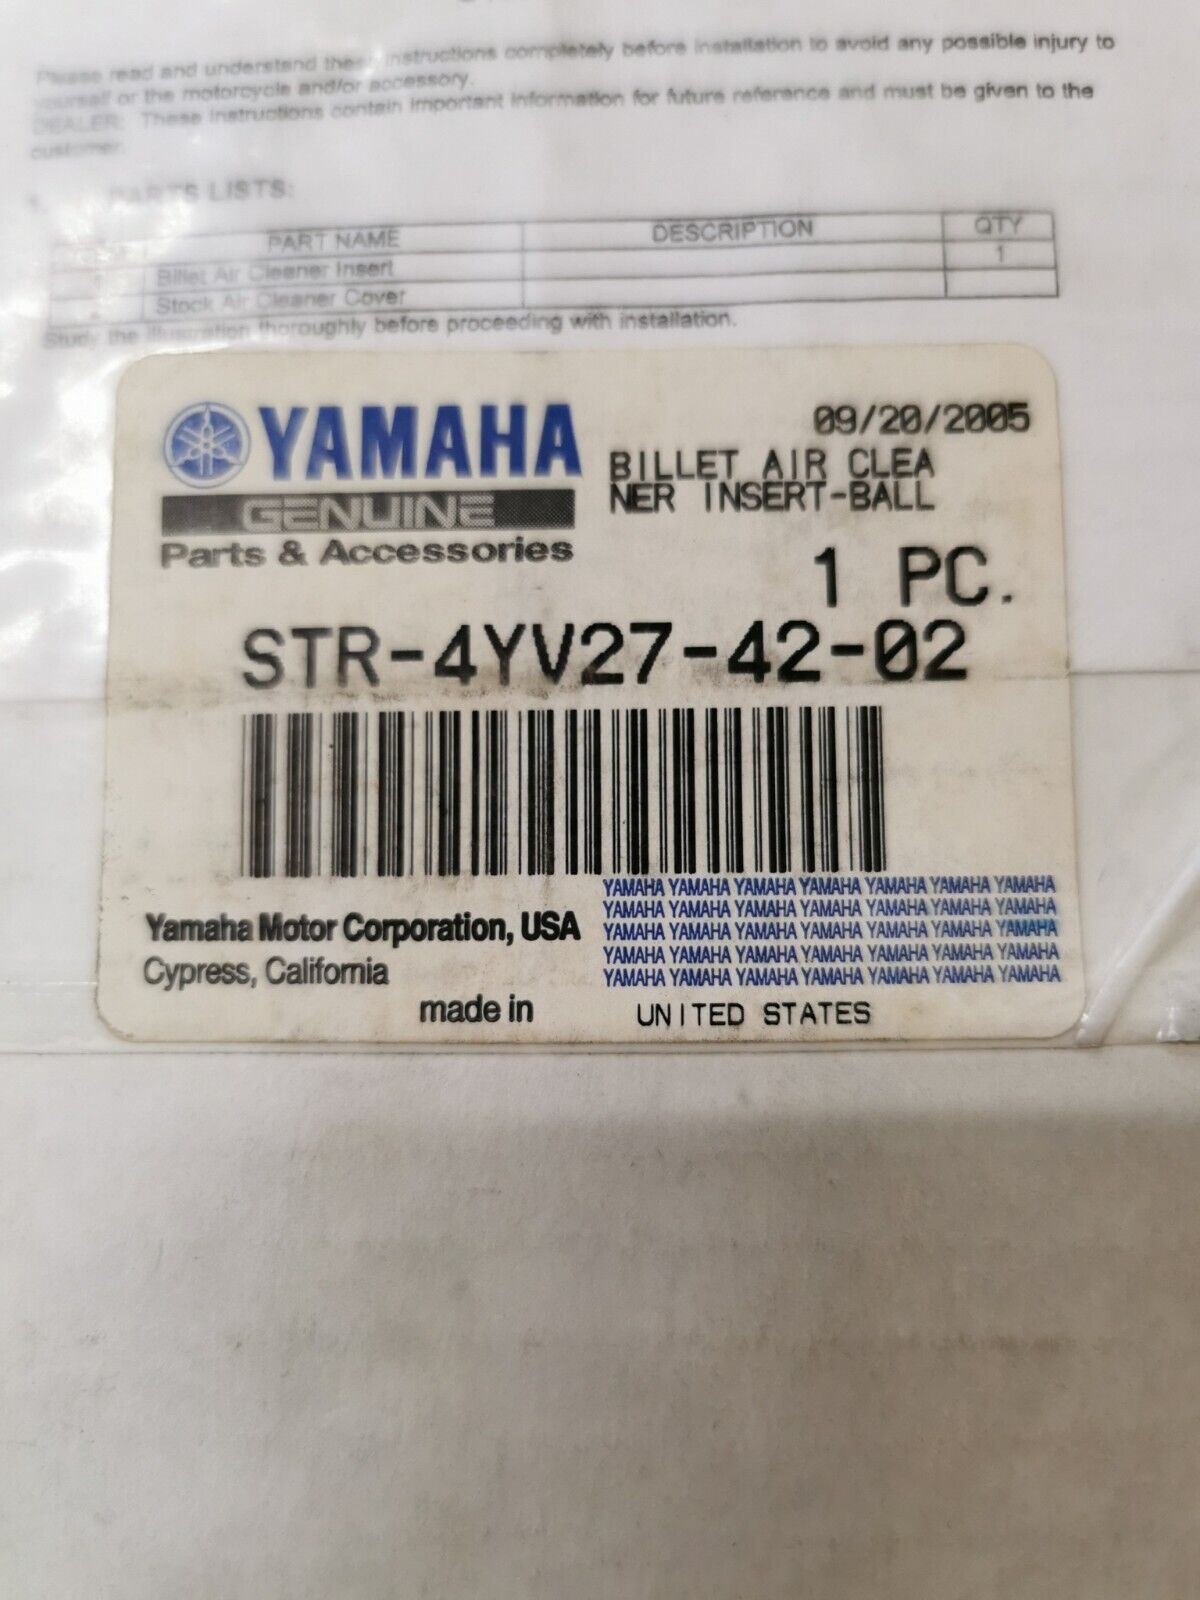 Please read and understand these instructions completely before installation to avoid any possible injury to
yourself or the motorcycle and/or accessory.
DEALER: These instructions contain important information for future reference and must be given to the
customer.
PARTS LISTS:
PART NAME DESCRIPTION QTY
1 Billet Air Cleaner Insert 1
Stock Air Cleaner Cover
Study the illustration thoroughly before proceeding with installation.
YAMAHA
GENUINE
Parts & Accessories
09/20/2005
BILLET AIR CLEA
NER INSERT-BALL
1 PC.
STR-4YV27-42-02
Yamaha Motor Corporation, USA
Cypress, California
YAMAHA YAMAHA YAMAHA YAMAHA YAMAHA YAMAHA YAMAHA
YAMAHA YAMAHA YAMAHA YAMAHA YAMAHA YAMAHA YAMAHA
YAMAHA YAMAHA YAMAHA YAMAHA YAMAHA YAMAHA YAMAHA
YAMAHA YAMAHA YAMAHA YAMAHA YAMAHA YAMAHA YAMAHA
YAMAHA YAMAHA YAMAHA YAMAHA YAMAHA YAMAHA YAMAHA
made in UNITED STATES